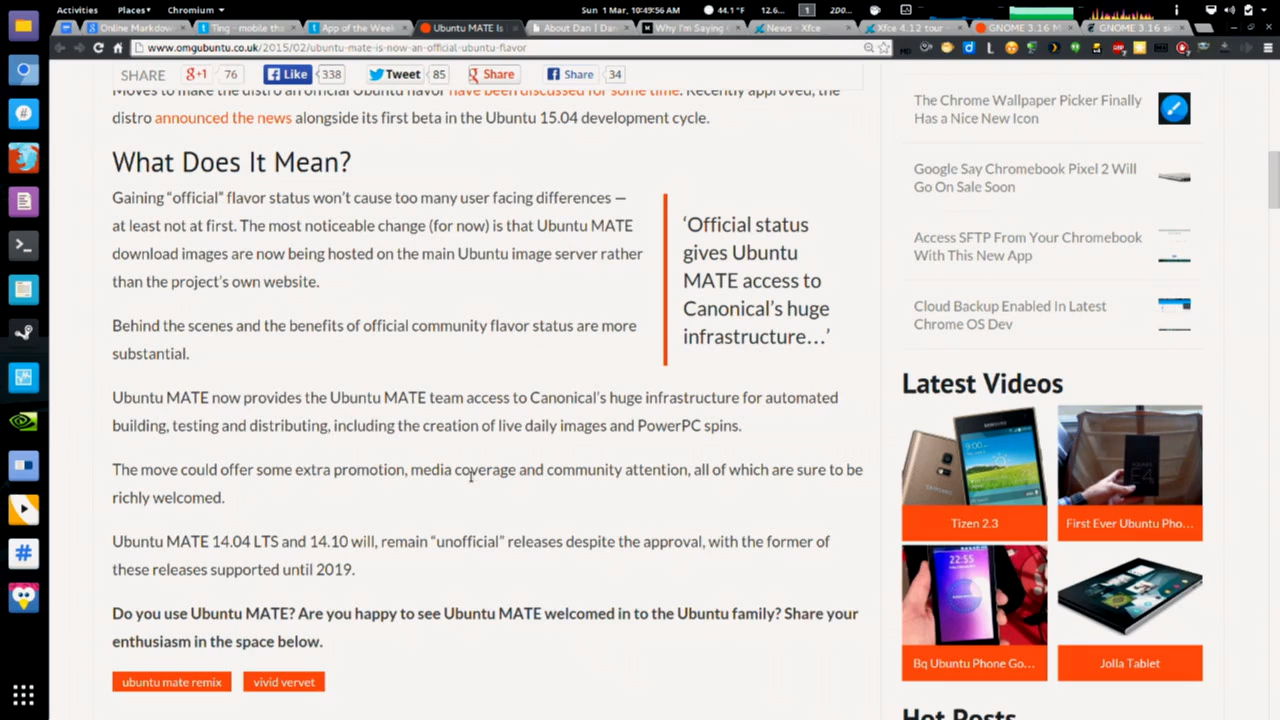 Activities Places Chromium Sun 1 Mar, 10:49:56 AM 44.1 °F 12.6... 1 200...
Online Markdow Ting - mobile th App of the Week Ubuntu MATE Is About Dan | Dan Why I'm Saying News - Xfce Xfce 4.12 tour GNOME 3.16 M GNOME 3.16 s
www.omgubuntu.co.uk/2015/02/ubuntu-mate-is-now-an-official-ubuntu-flavor
SHARE +1 76 Like 338 Tweet 85 Share Share 34
Moves to make the distro an official Ubuntu flavor have been discussed for some time. Recently approved, the
distro announced the news alongside its first beta in the Ubuntu 15.04 development cycle.
What Does It Mean?
Gaining “official” flavor status won’t cause too many user facing differences —
at least not at first. The most noticeable change (for now) is that Ubuntu MATE
download images are now being hosted on the main Ubuntu image server rather
than the project’s own website.
‘Official status
gives Ubuntu
MATE access to
Canonical’s huge
infrastructure…’
Behind the scenes and the benefits of official community flavor status are more
substantial.
Ubuntu MATE now provides the Ubuntu MATE team access to Canonical’s huge infrastructure for automated
building, testing and distributing, including the creation of live daily images and PowerPC spins.
The move could offer some extra promotion, media coverage and community attention, all of which are sure to be
richly welcomed.
Ubuntu MATE 14.04 LTS and 14.10 will, remain “unofficial” releases despite the approval, with the former of
these releases supported until 2019.
Do you use Ubuntu MATE? Are you happy to see Ubuntu MATE welcomed in to the Ubuntu family? Share your
enthusiasm in the space below.
ubuntu mate remix vivid vervet
The Chrome Wallpaper Picker Finally
Has a Nice New Icon
Google Say Chromebook Pixel 2 Will
Go On Sale Soon
Access SFTP From Your Chromebook
With This New App
Cloud Backup Enabled In Latest
Chrome OS Dev
Latest Videos
Tizen 2.3
First Ever Ubuntu Pho...
22:55
Bq Ubuntu Phone Go...
Jolla Tablet
Hot Posts